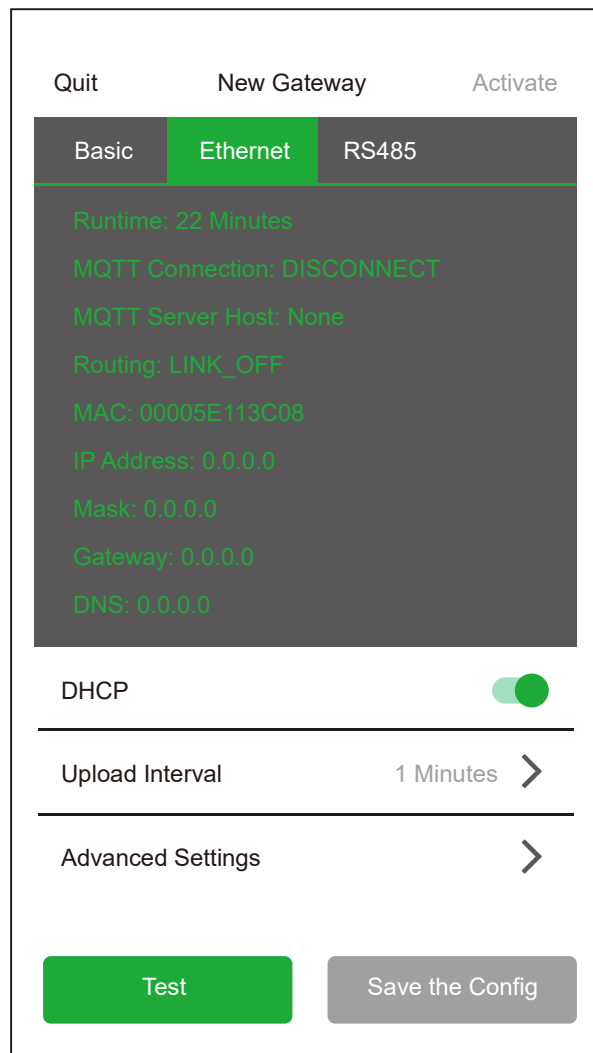 Quit New Gateway Activate
Basic Ethernet RS485
Runtime: 22 Minutes
MQTT Connection: DISCONNECT
MQTT Server Host: None
Routing: LINK_OFF
MAC: 00005E113C08
IP Address: 0.0.0.0
Mask: 0.0.0.0
Gateway: 0.0.0.0
DNS: 0.0.0.0
DHCP
Upload Interval 1 Minutes
Advanced Settings
Test Save the Config